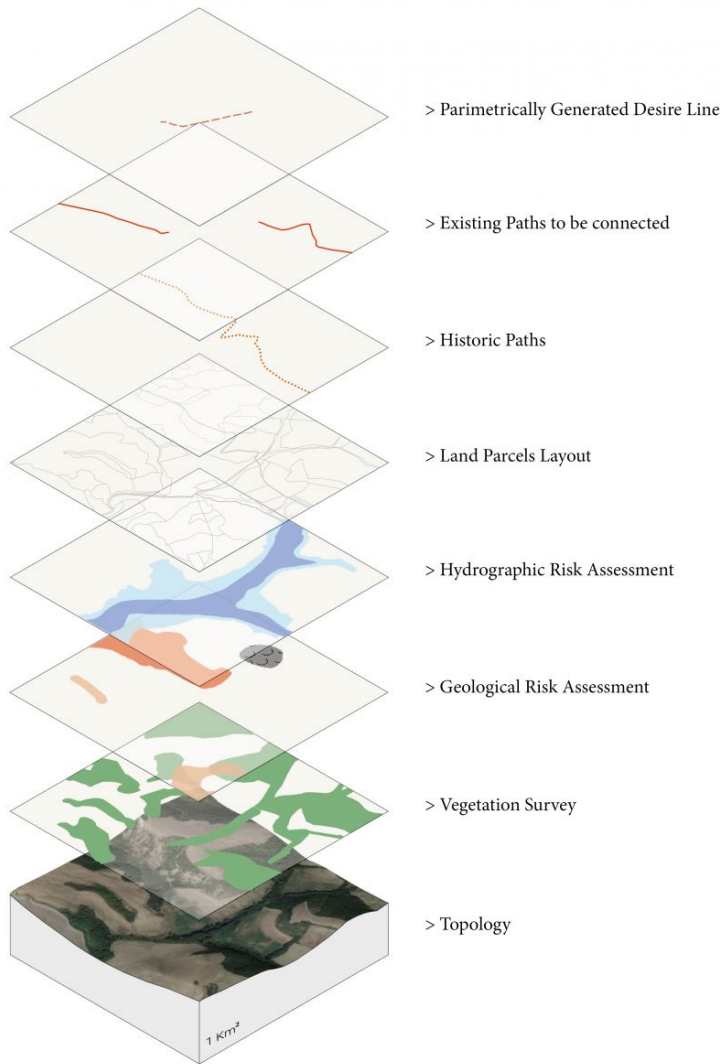 > Parimetrically Generated Desire Line
> Existing Paths to be connected
> Historic Paths
> Land Parcels Layout
> Hydrographic Risk Assessment
> Geological Risk Assessment
> Vegetation Survey
> Topology
1 Km²